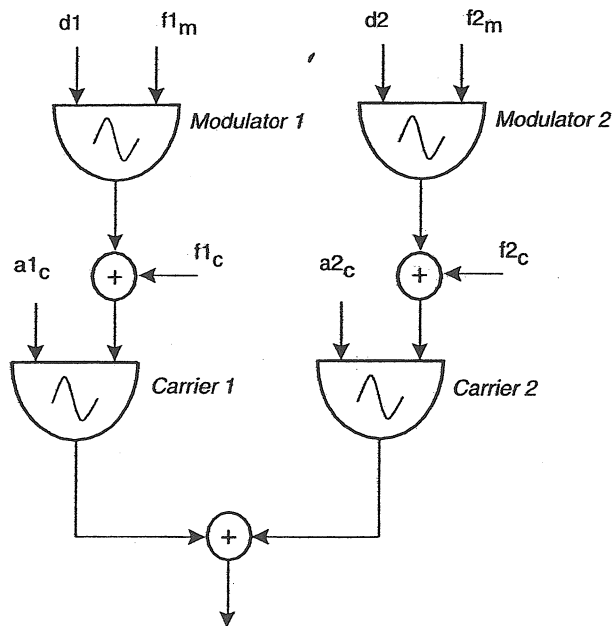 d1 f1m d2 f2m
Modulator 1 Modulator 2
+ +
a1c f1c a2c f2c
Carrier 1 Carrier 2
+